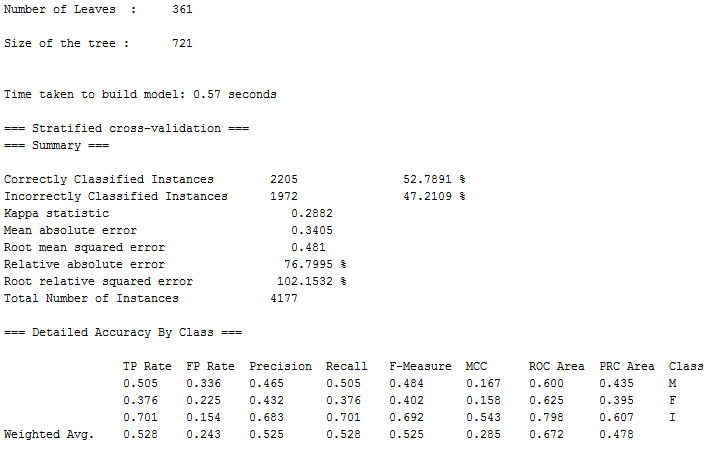 Number of Leaves  :     361
Size of the tree :      721
Time taken to build model: 0.57 seconds
=== Stratified cross-validation ===
=== Summary ===
Correctly Classified Instances        2205               52.7891 %
Incorrectly Classified Instances      1972               47.2109 %
Kappa statistic                          0.2882
Mean absolute error                      0.3405
Root mean squared error                  0.481
Relative absolute error                 76.7995 %
Root relative squared error            102.1532 %
Total Number of Instances             4177
=== Detailed Accuracy By Class ===
                 TP Rate  FP Rate  Precision  Recall   F-Measure  MCC      ROC Area  PRC Area  Class
                 0.505    0.336    0.465      0.505    0.484      0.167    0.600     0.435     M
                 0.376    0.225    0.432      0.376    0.402      0.158    0.625     0.395     F
                 0.701    0.154    0.683      0.701    0.692      0.543    0.798     0.607     I
Weighted Avg.    0.528    0.243    0.525      0.528    0.525      0.285    0.672     0.478